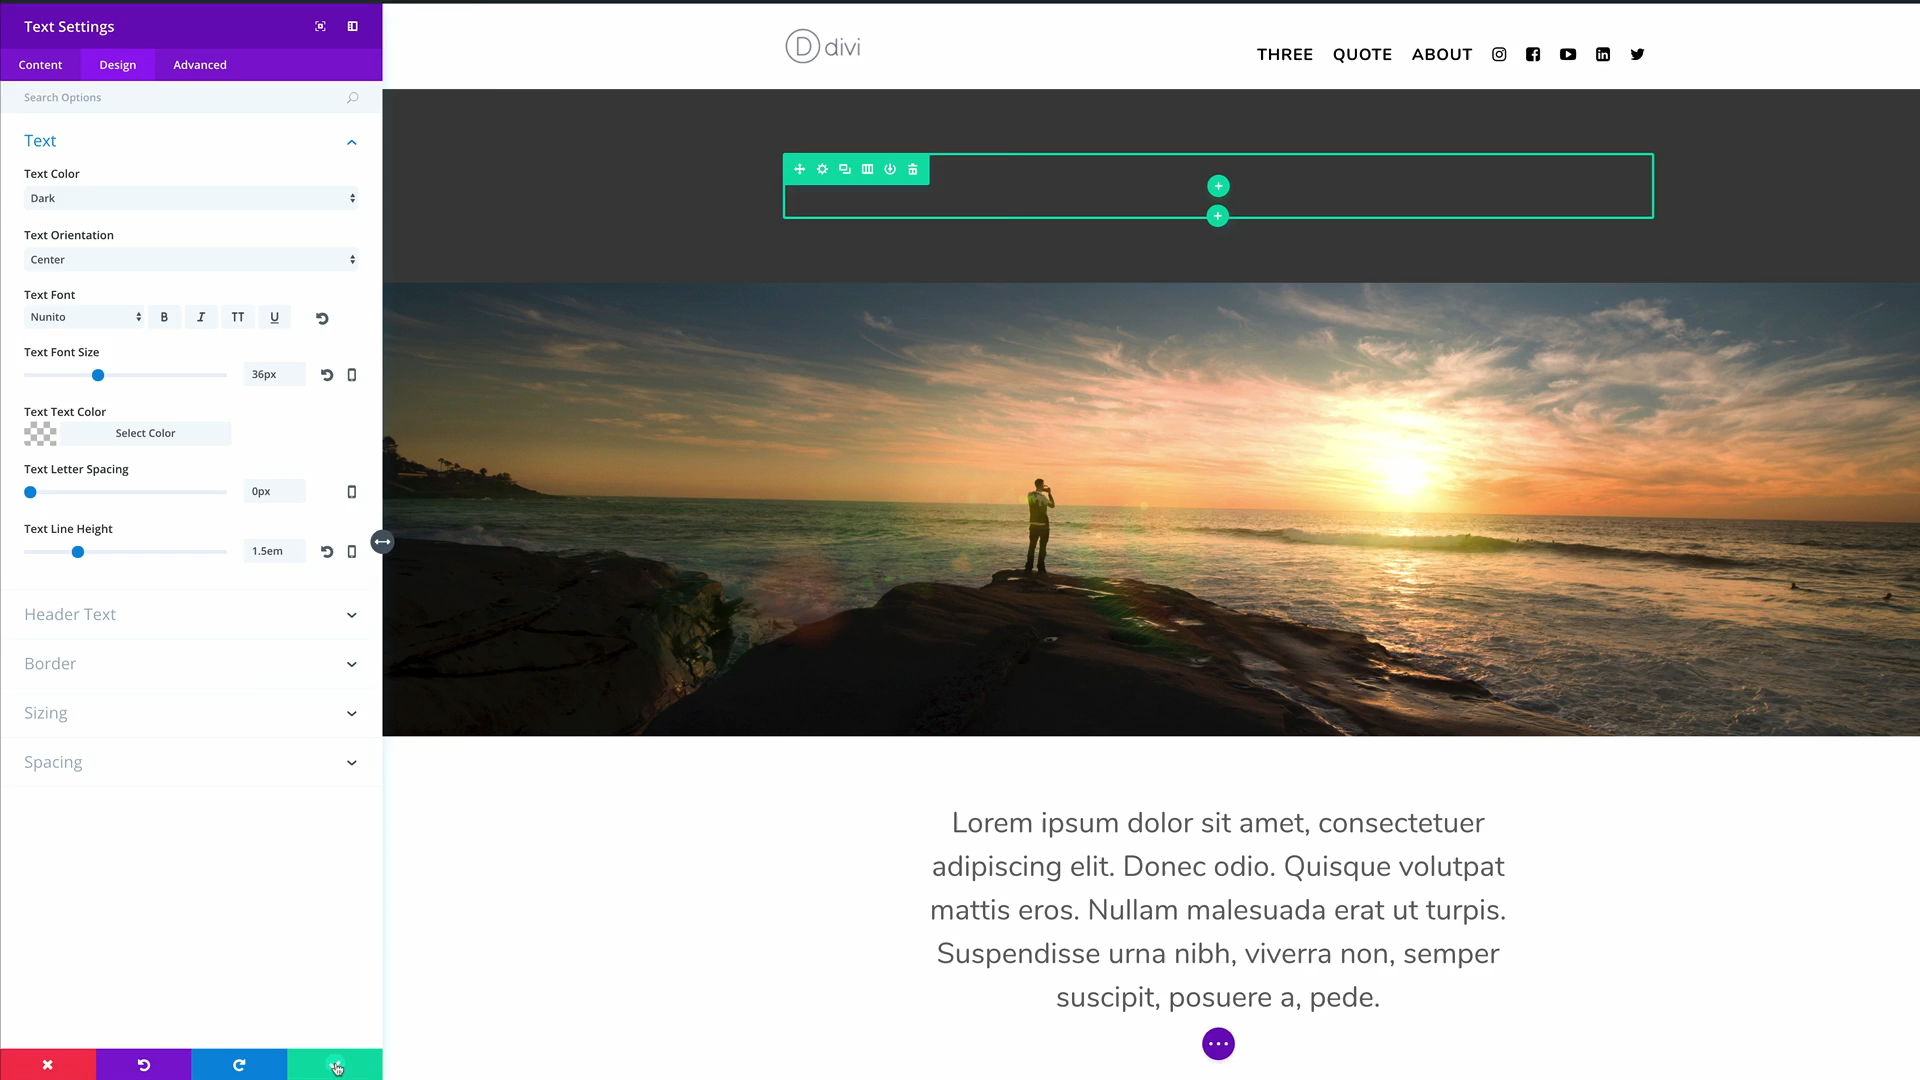 Text Settings
Content Design Advanced
Search Options
Text
Text Color
Dark
Text Orientation
Center
Text Font
Nunito B I TT U
Text Font Size
36px
Text Text Color
Select Color
Text Letter Spacing
0px
Text Line Height
1.5em
Header Text
Border
Sizing
Spacing
D divi
THREE QUOTE ABOUT
Lorem ipsum dolor sit amet, consectetuer
adipiscing elit. Donec odio. Quisque volutpat
mattis eros. Nullam malesuada erat ut turpis.
Suspendisse urna nibh, viverra non, semper
suscipit, posuere a, pede.